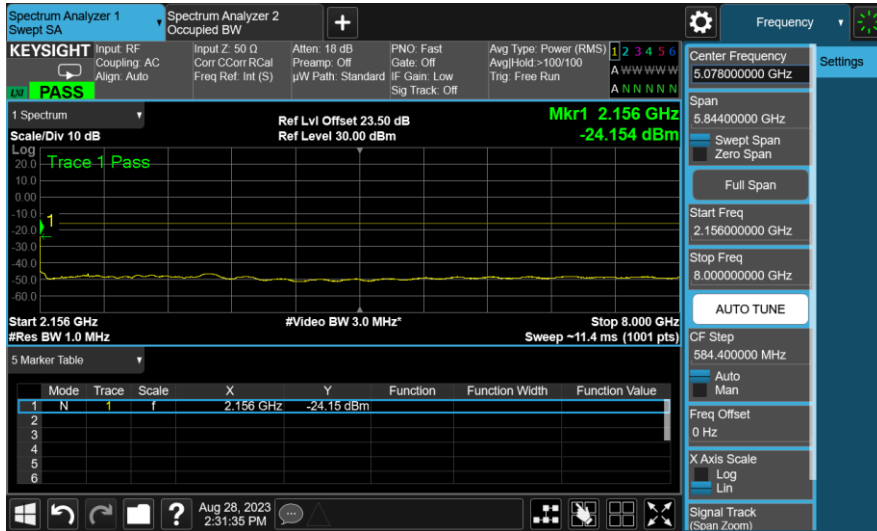 Spectrum Analyzer 1
Swept SA
Spectrum Analyzer 2
Occupied BW
+
Frequency
KEYSIGHT
Input: RF
Coupling: AC
Align: Auto
Input Z: 50 Ω
Corr CCorr RCal
Freq Ref: Int (S)
Atten: 18 dB
Preamp: Off
µW Path: Standard
PNO: Fast
Gate: Off
IF Gain: Low
Sig Track: Off
Avg Type: Power (RMS)
Avg|Hold:>100/100
Trig: Free Run
1 2 3 4 5 6
A W W W W W
A N N N N N
LXI PASS
1 Spectrum
Scale/Div 10 dB
Ref Lvl Offset 23.50 dB
Ref Level 30.00 dBm
Mkr1 2.156 GHz
-24.154 dBm
Log
Trace 1 Pass
20.0
10.0
0.00
-10.0
1
-20.0
-30.0
-40.0
-50.0
-60.0
Start 2.156 GHz
#Video BW 3.0 MHz*
Stop 8.000 GHz
#Res BW 1.0 MHz
Sweep ~11.4 ms (1001 pts)
5 Marker Table
Mode Trace Scale X Y Function Function Width Function Value
1 N 1 f 2.156 GHz -24.15 dBm
2
3
4
5
6
Aug 28, 2023
2:31:35 PM
?
Center Frequency
5.078000000 GHz
Settings
Span
5.84400000 GHz
Swept Span
Zero Span
Full Span
Start Freq
2.156000000 GHz
Stop Freq
8.000000000 GHz
AUTO TUNE
CF Step
584.400000 MHz
Auto
Man
Freq Offset
0 Hz
X Axis Scale
Log
Lin
Signal Track
(Span Zoom)